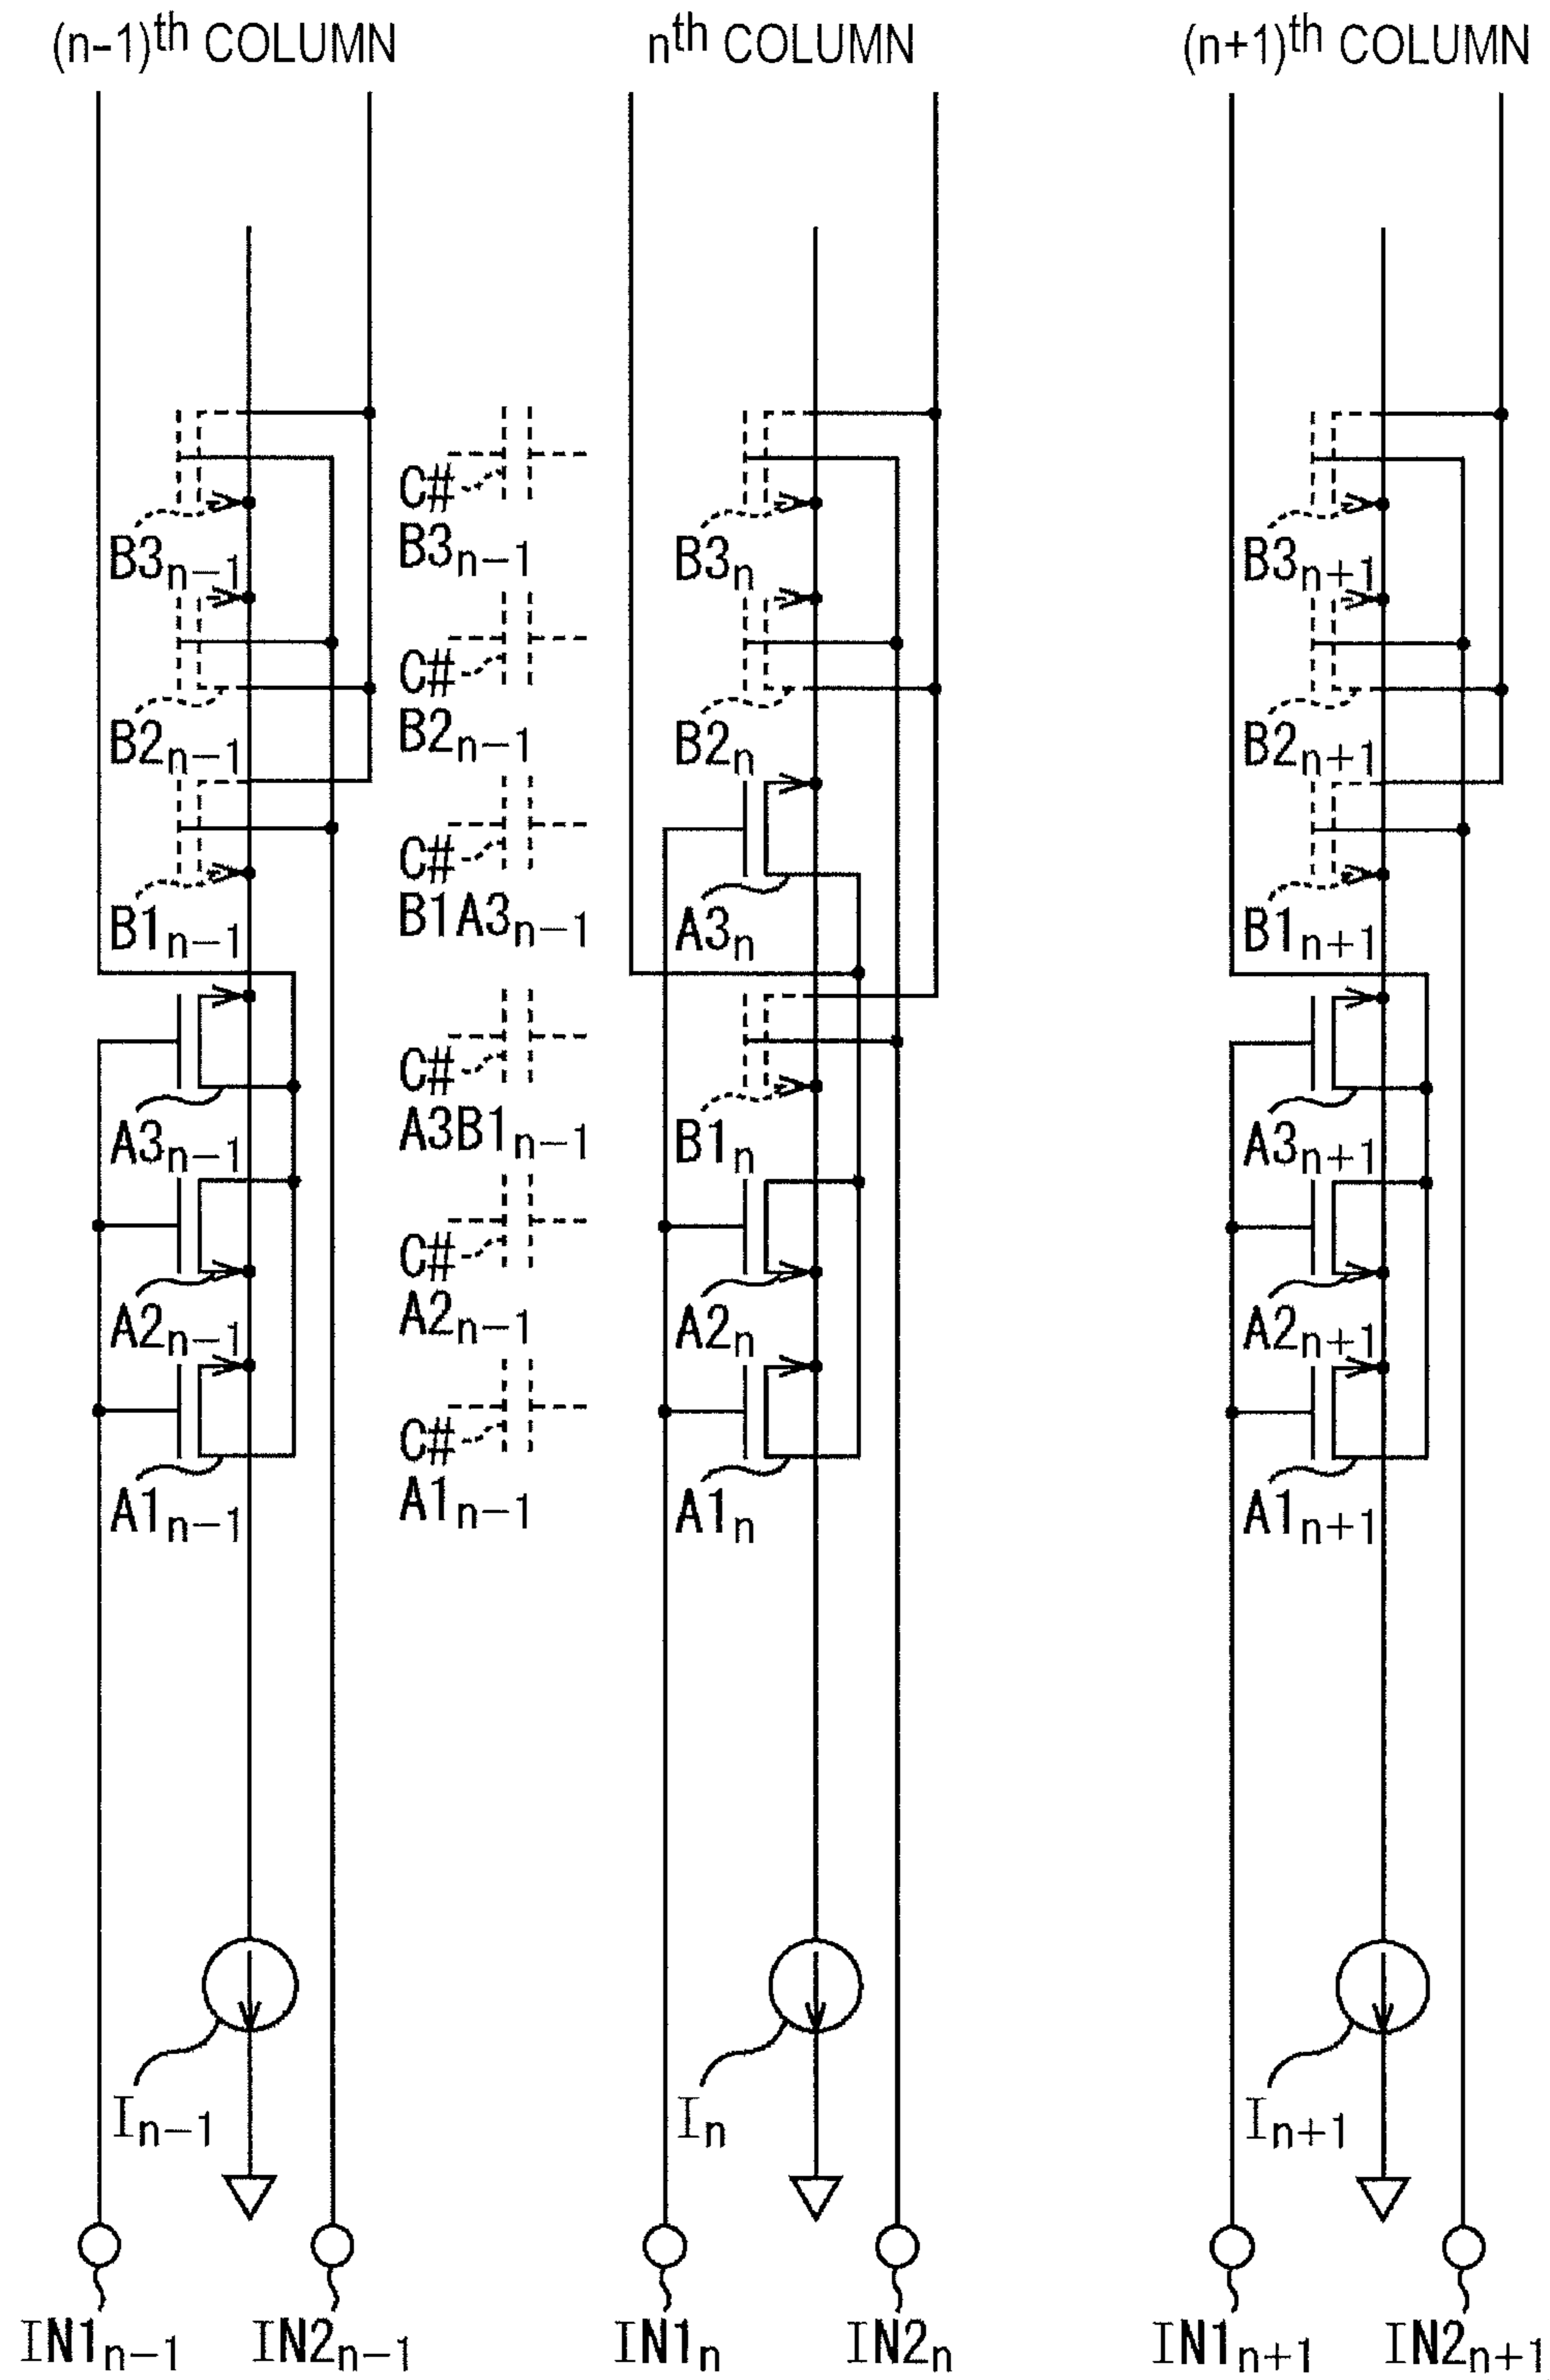 (n-1)th COLUMN
nth COLUMN
(n+1)th COLUMN
C#
B3n-1
B3n-1
B3n
B3n+1
C#
B2n-1
B2n-1
B2n
B2n+1
C#
B1n-1
B1A3n-1
A3n
B1n+1
C#
A3n-1
A3B1n-1
B1n
A3n+1
C#
A2n-1
A2n-1
A2n
A2n+1
C#
A1n-1
A1n-1
A1n
A1n+1
In-1
In
In+1
IN1n-1
IN2n-1
IN1n
IN2n
IN1n+1
IN2n+1